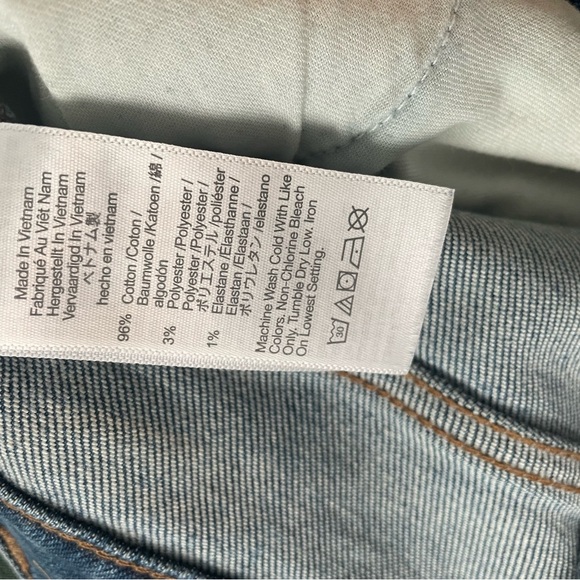 Made In Vietnam
Fabriqué Au Viêt Nam
Hergestellt In Vietnam
Vervaardigd In Vietnam
ベトナム製
hecho en vietnam
96% Cotton /Coton /
Baumwolle /Katoen /綿 /
algodón
3% Polyester /Polyester /
Polyester/Polyester /
ポリエステル /poliéster
1% Elastane/Élasthanne /
Elastan/Elastaan /
ポリウレタン /elastano
Machine Wash Cold With Like
Colors. Non-Chlorine Bleach
Only. Tumble Dry Low. Iron
On Lowest Setting.
30